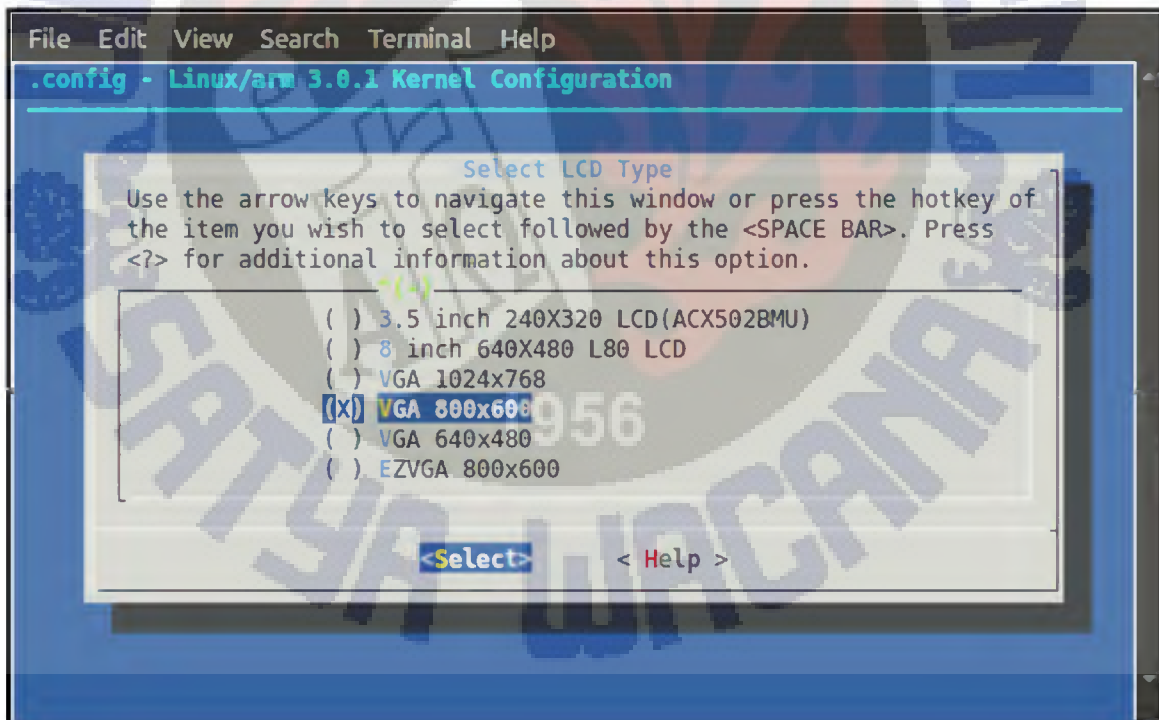 File Edit View Search Terminal Help
.config - Linux/arm 3.0.1 Kernel Configuration
Select LCD Type
Use the arrow keys to navigate this window or press the hotkey of
the item you wish to select followed by the <SPACE BAR>. Press
<?> for additional information about this option.
^(-)
( ) 3.5 inch 240X320 LCD(ACX502BMU)
( ) 8 inch 640X480 L80 LCD
( ) VGA 1024x768
(X) VGA 800x600
( ) VGA 640x480
( ) EZVGA 800x600
<Select> < Help >
1956
SATYA WACANA